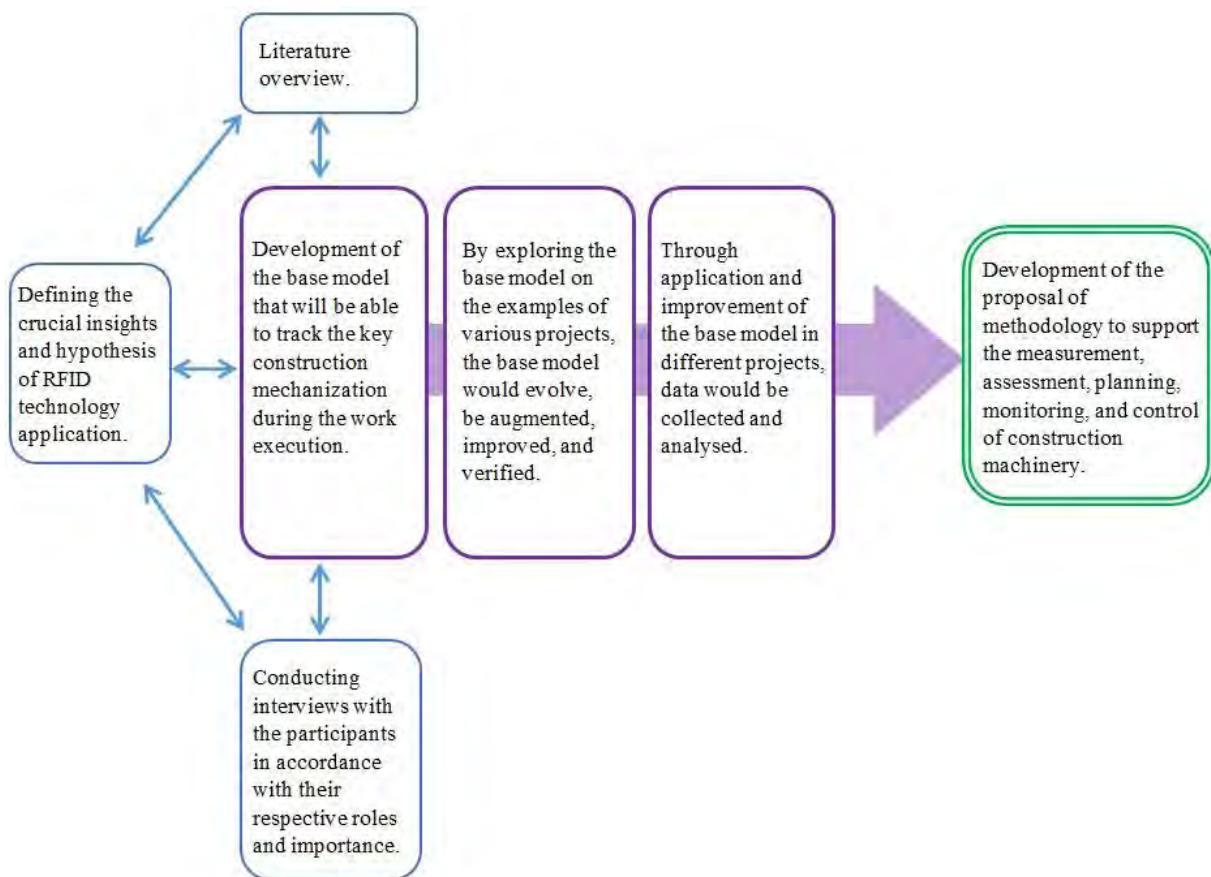 Literature
overview.
Defining the
crucial insights
and hypothesis
of RFID
technology
application.
Development of
the base model
that will be able
to track the key
construction
mechanization
during the work
execution.
By exploring the
base model on
the examples of
various projects,
the base model
would evolve,
be augmented,
improved, and
verified.
Through
application and
improvement of
the base model in
different projects,
data would be
collected and
analysed.
Development of the
proposal of
methodology to support
the measurement,
assessment, planning,
monitoring, and control
of construction
machinery.
Conducting
interviews with
the participants
in accordance
with their
respective roles
and importance.